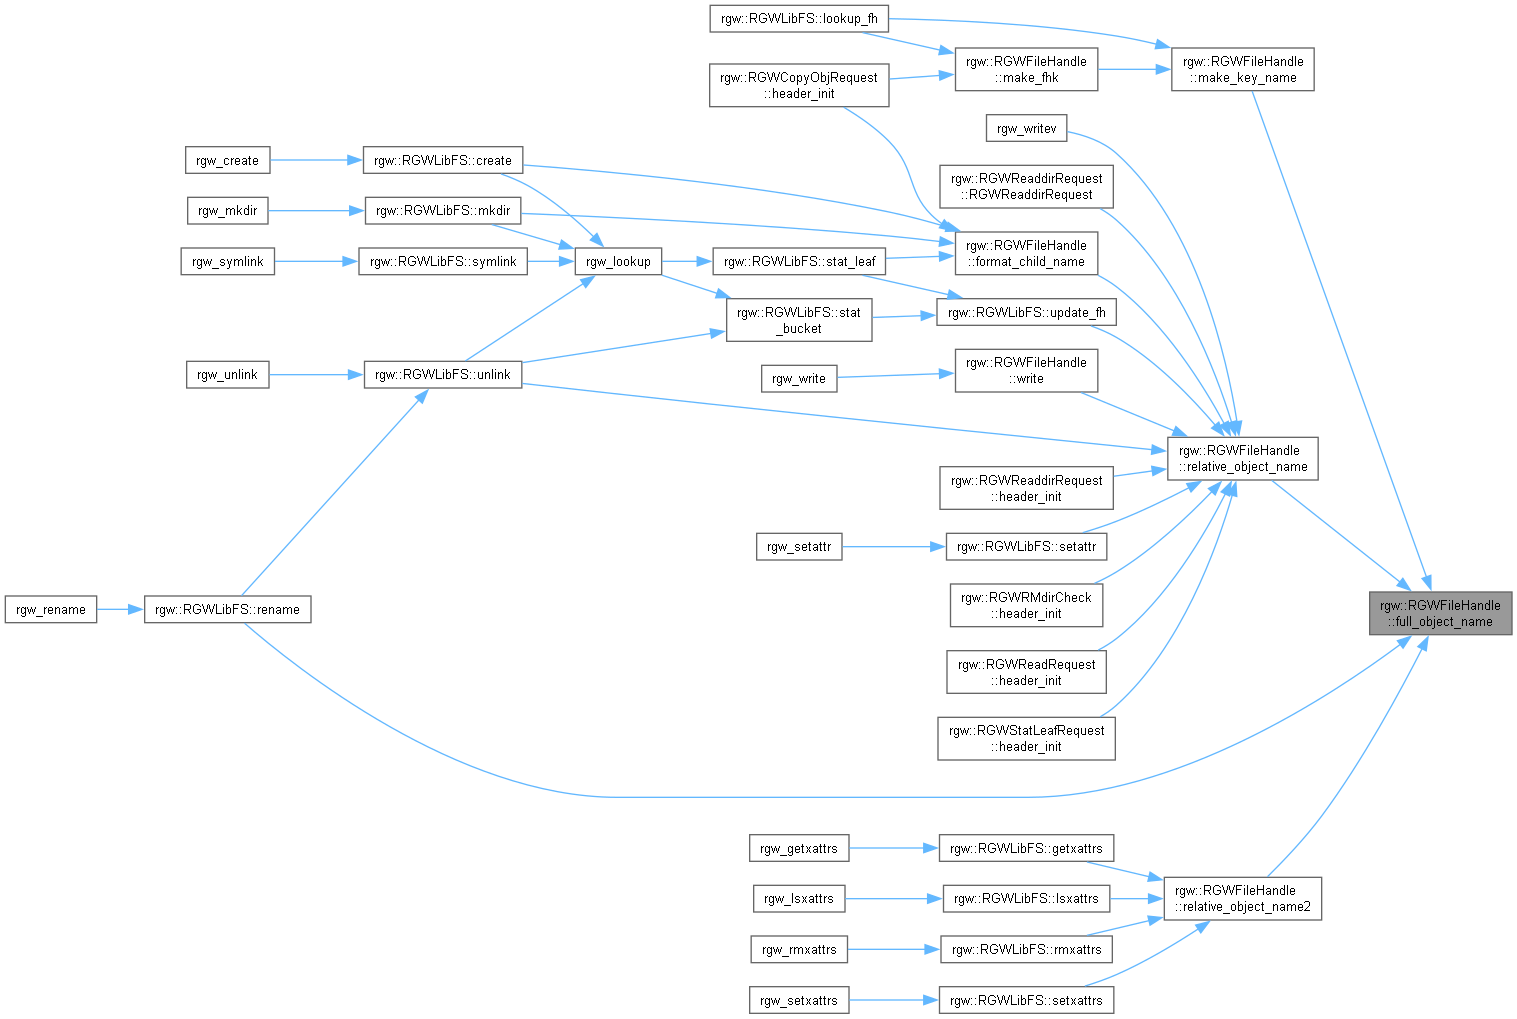 rgw::RGWLibFS::lookup_fh
rgw::RGWFileHandle
::make_fhk
rgw::RGWFileHandle
::make_key_name
rgw::RGWCopyObjRequest
::header_init
rgw_writev
rgw_create
rgw::RGWLibFS::create
rgw::RGWReaddirRequest
::RGWReaddirRequest
rgw_mkdir
rgw::RGWLibFS::mkdir
rgw::RGWFileHandle
::format_child_name
rgw_symlink
rgw::RGWLibFS::symlink
rgw_lookup
rgw::RGWLibFS::stat_leaf
rgw::RGWLibFS::stat
_bucket
rgw::RGWLibFS::update_fh
rgw_unlink
rgw::RGWLibFS::unlink
rgw_write
rgw::RGWFileHandle
::write
rgw::RGWFileHandle
::relative_object_name
rgw::RGWReaddirRequest
::header_init
rgw_setattr
rgw::RGWLibFS::setattr
rgw::RGWRMdirCheck
::header_init
rgw_rename
rgw::RGWLibFS::rename
rgw::RGWFileHandle
::full_object_name
rgw::RGWReadRequest
::header_init
rgw::RGWStatLeafRequest
::header_init
rgw_getxattrs
rgw::RGWLibFS::getxattrs
rgw_lsxattrs
rgw::RGWLibFS::lsxattrs
rgw::RGWFileHandle
::relative_object_name2
rgw_rmxattrs
rgw::RGWLibFS::rmxattrs
rgw_setxattrs
rgw::RGWLibFS::setxattrs